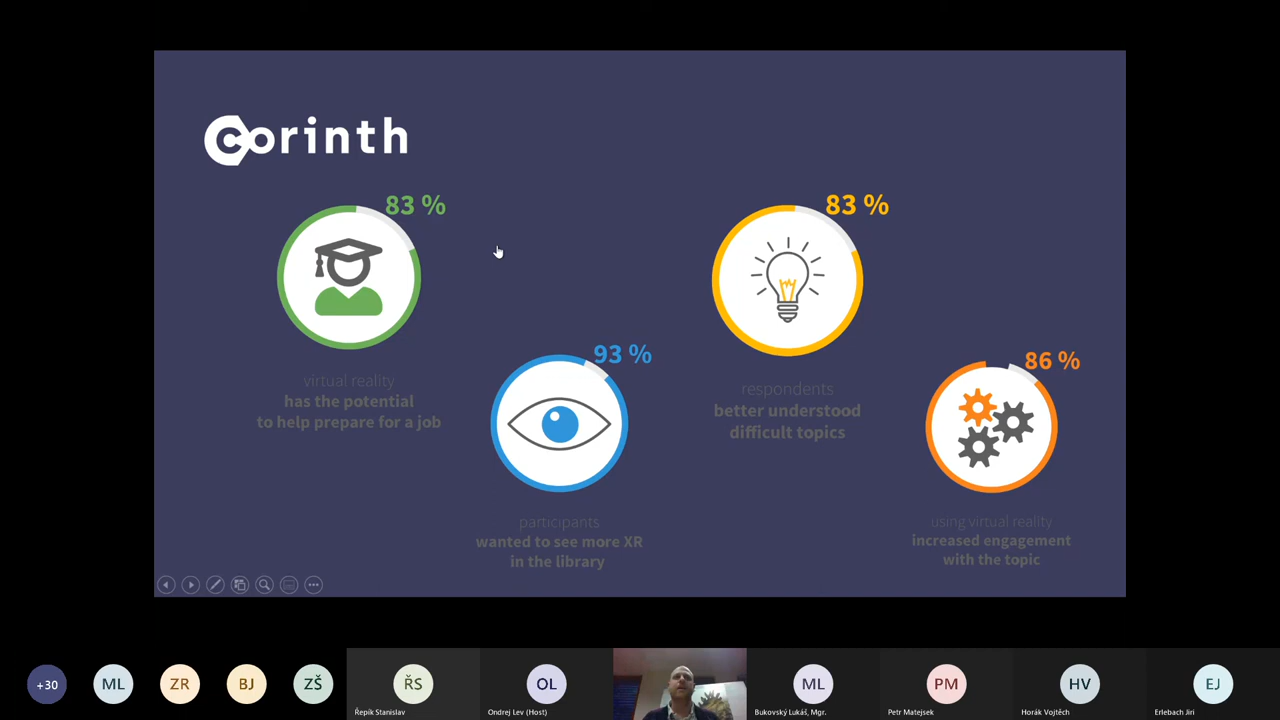 corinth
83 %
virtual reality
has the potential
to help prepare for a job
93 %
participants
wanted to see more XR
in the library
83 %
respondents
better understood
difficult topics
86 %
using virtual reality
increased engagement
with the topic
+30
ML
ZR
BJ
ZŠ
ŘS
Řepík Stanislav
OL
Ondrej Lev (Host)
ML
Bukovský Lukáš, Mgr.
PM
Petr Matejsek
HV
Horák Vojtěch
EJ
Erlebach Jiri